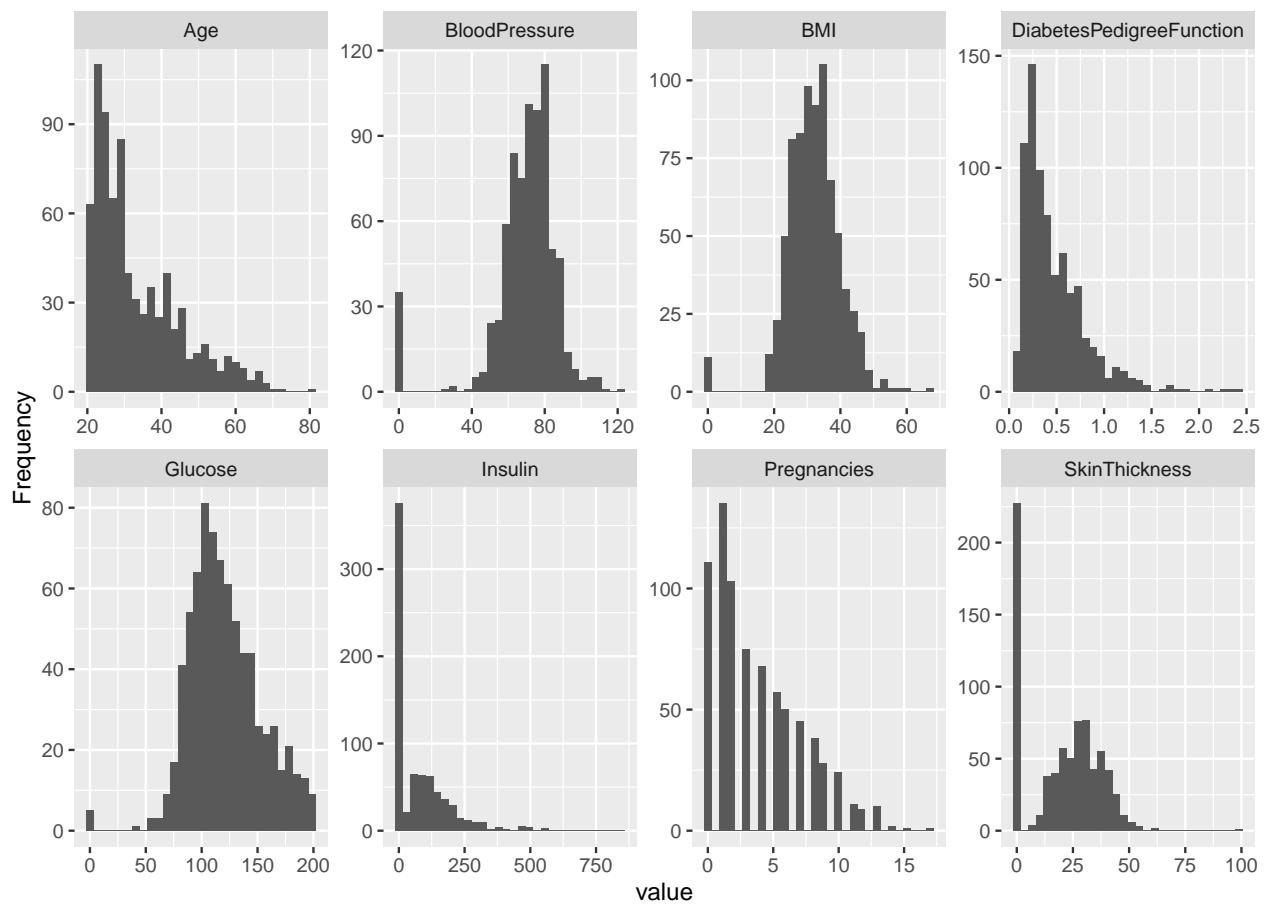 Age
BloodPressure
BMI
DiabetesPedigreeFunction
0
30
60
90
20 40 60 80
0
30
60
90
120
0 40 80 120
0
25
50
75
100
0 20 40 60
0
50
100
150
0.0 0.5 1.0 1.5 2.0 2.5
Glucose
Insulin
Pregnancies
SkinThickness
0
20
40
60
80
0 50 100 150 200
0
100
200
300
0 250 500 750
0
50
100
0 5 10 15
0
50
100
150
200
0 25 50 75 100
Frequency
value